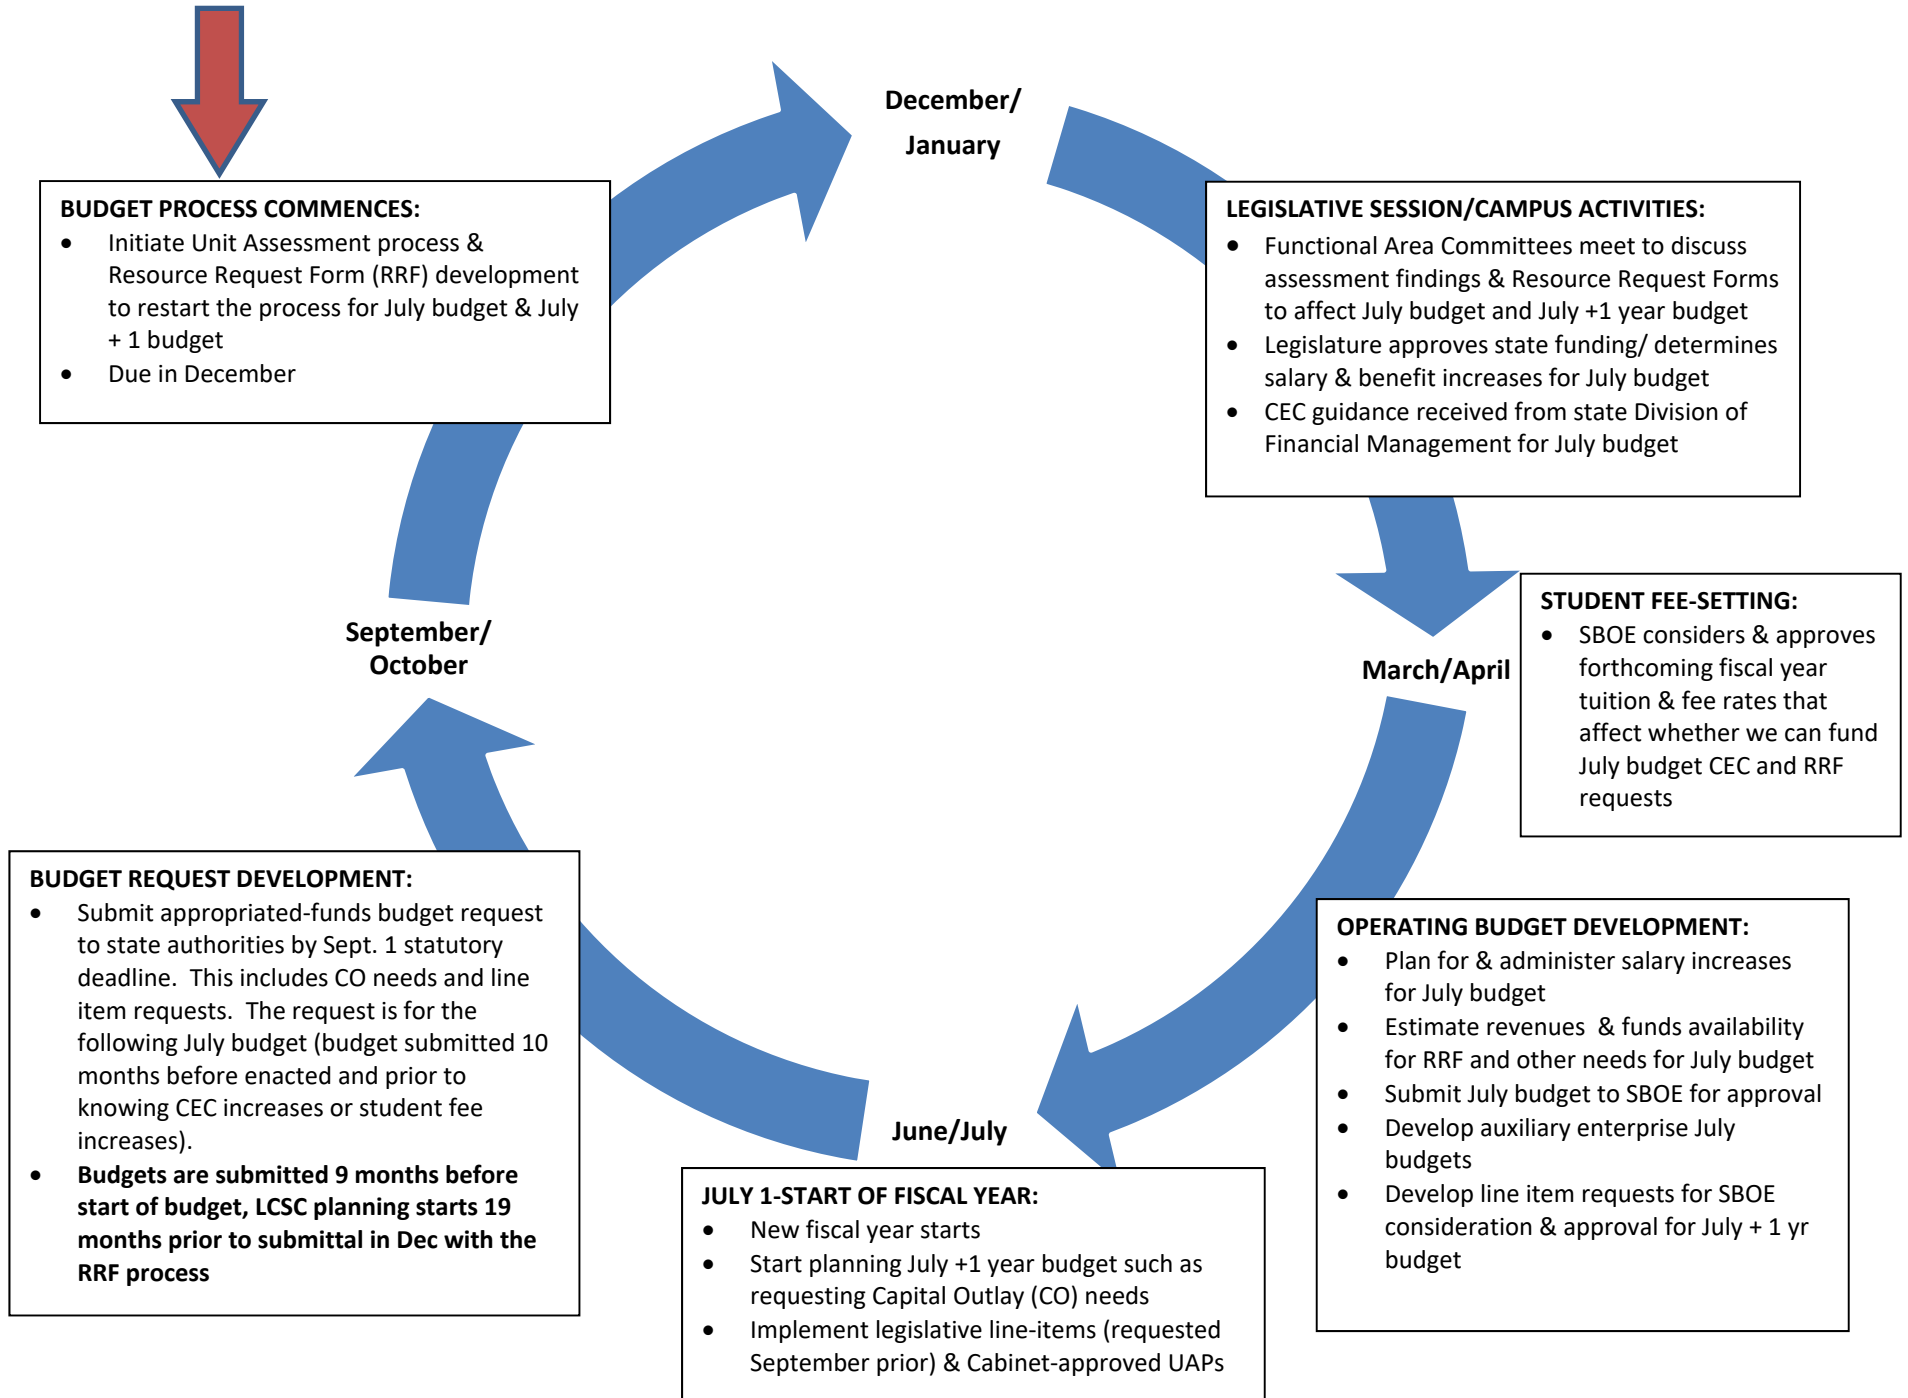 December/
January
BUDGET PROCESS COMMENCES:
• Initiate Unit Assessment process &
Resource Request Form (RRF) development
to restart the process for July budget & July
+ 1 budget
• Due in December
LEGISLATIVE SESSION/CAMPUS ACTIVITIES:
• Functional Area Committees meet to discuss
assessment findings & Resource Request Forms
to affect July budget and July +1 year budget
• Legislature approves state funding/ determines
salary & benefit increases for July budget
• CEC guidance received from state Division of
Financial Management for July budget
September/
October
March/April
STUDENT FEE-SETTING:
• SBOE considers & approves
forthcoming fiscal year
tuition & fee rates that
affect whether we can fund
July budget CEC and RRF
requests
BUDGET REQUEST DEVELOPMENT:
• Submit appropriated-funds budget request
to state authorities by Sept. 1 statutory
deadline.  This includes CO needs and line
item requests.  The request is for the
following July budget (budget submitted 10
months before enacted and prior to
knowing CEC increases or student fee
increases).
• Budgets are submitted 9 months before
start of budget, LCSC planning starts 19
months prior to submittal in Dec with the
RRF process
OPERATING BUDGET DEVELOPMENT:
• Plan for & administer salary increases
for July budget
• Estimate revenues  & funds availability
for RRF and other needs for July budget
• Submit July budget to SBOE for approval
• Develop auxiliary enterprise July
budgets
• Develop line item requests for SBOE
consideration & approval for July + 1 yr
budget
June/July
JULY 1-START OF FISCAL YEAR:
• New fiscal year starts
• Start planning July +1 year budget such as
requesting Capital Outlay (CO) needs
• Implement legislative line-items (requested
September prior) & Cabinet-approved UAPs